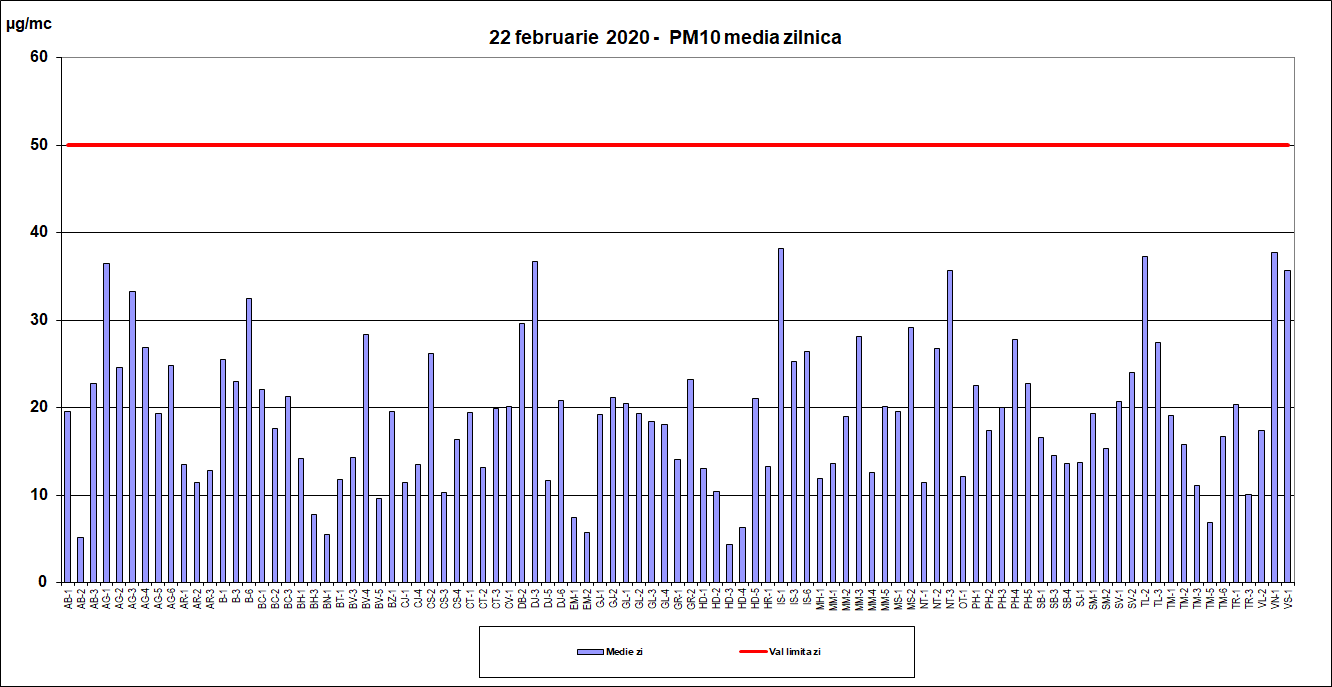 µg/mc
22 februarie 2020 - PM10 media zilnica
60
50
40
30
20
10
0
AB-1
AB-2
AB-3
AG-1
AG-2
AG-3
AG-4
AG-5
AG-6
AR-1
AR-2
AR-3
B-1
B-3
B-6
BC-1
BC-2
BC-3
BH-1
BH-3
BN-1
BT-1
BV-3
BV-4
BV-5
BZ-1
CJ-1
CJ-4
CS-2
CS-3
CS-4
CT-1
CT-2
CT-3
CV-1
DB-2
DJ-3
DJ-5
DJ-6
EM-1
EM-2
GJ-1
GJ-2
GL-1
GL-2
GL-3
GL-4
GR-1
GR-2
HD-1
HD-2
HD-3
HD-4
HD-5
HR-1
IS-1
IS-3
IS-6
MH-1
MM-1
MM-2
MM-3
MM-4
MM-5
MS-1
MS-2
NT-1
NT-2
NT-3
OT-1
PH-1
PH-2
PH-3
PH-4
PH-5
SB-1
SB-3
SB-4
SJ-1
SM-1
SM-2
SV-1
SV-2
TL-2
TL-3
TM-1
TM-2
TM-3
TM-5
TM-6
TR-1
TR-3
VL-2
VN-1
VS-1
Medie zi
Val limita zi